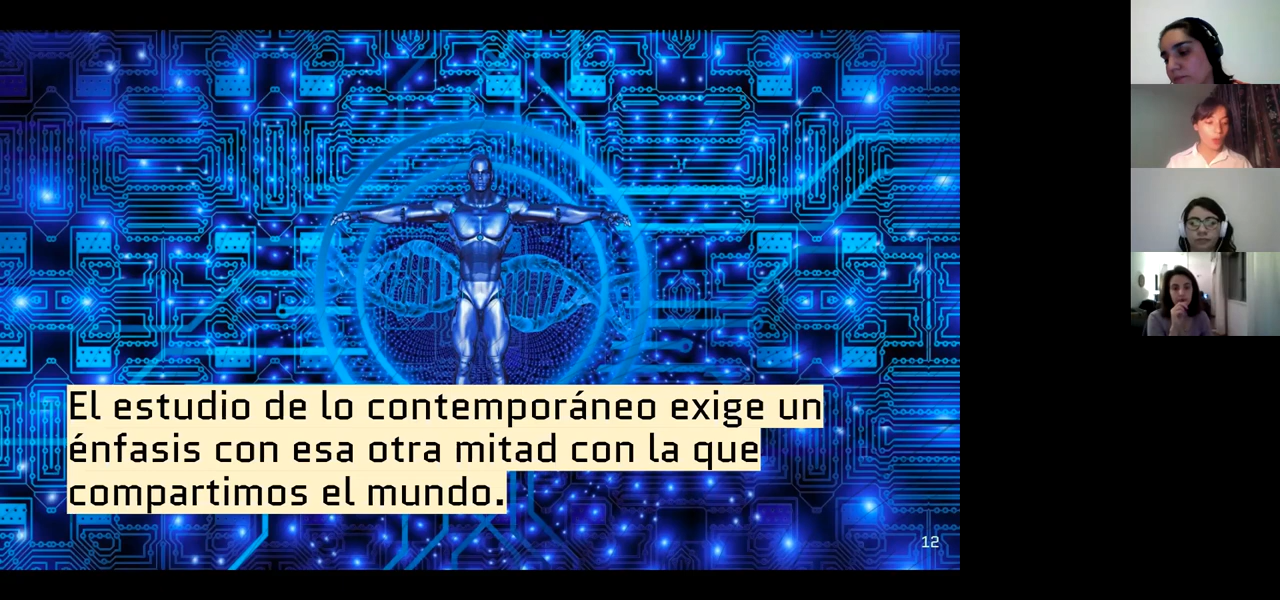 El estudio de lo contemporáneo exige un
énfasis con esa otra mitad con la que
compartimos el mundo.
12